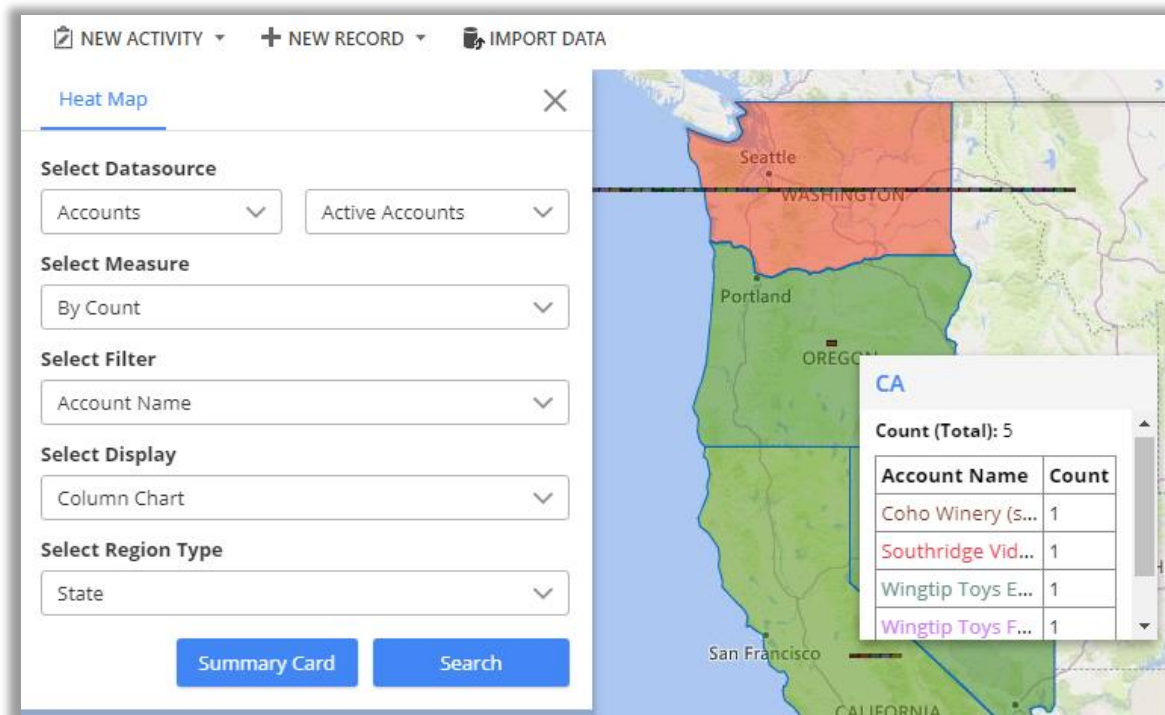 NEW ACTIVITY NEW RECORD IMPORT DATA
Heat Map
Select Datasource
Accounts Active Accounts
Select Measure
By Count
Select Filter
Account Name
Select Display
Column Chart
Select Region Type
State
Summary Card Search
Seattle
WASHINGTON
Portland
OREGON
CA
Count (Total): 5
Account Name Count
Coho Winery (s... 1
Southridge Vid... 1
Wingtip Toys E... 1
Wingtip Toys F... 1
San Francisco
CALIFORNIA